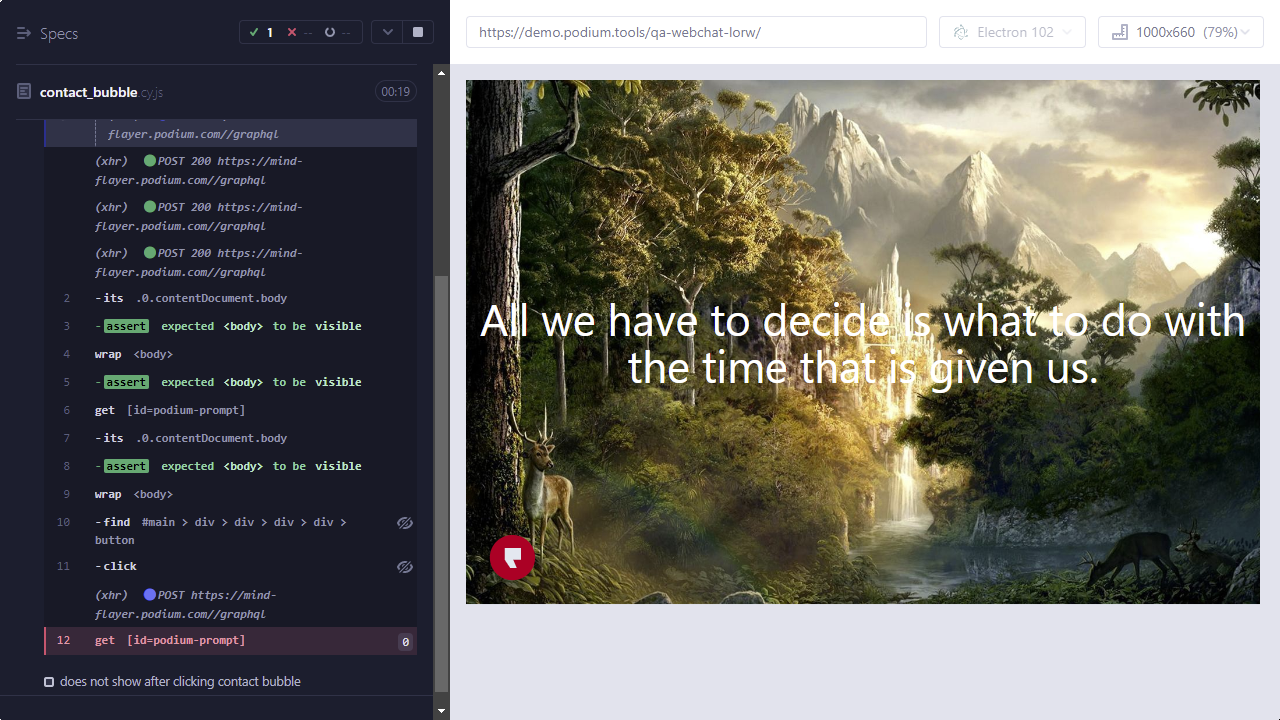 Specs
1
--
--
https://demo.podium.tools/qa-webchat-lorw/
Electron 102
1000x660 (79%)
contact_bubble.cy.js
00:19
flayer.podium.com//graphql
(xhr) POST 200 https://mind-
flayer.podium.com//graphql
(xhr) POST 200 https://mind-
flayer.podium.com//graphql
(xhr) POST 200 https://mind-
flayer.podium.com//graphql
2 -its .0.contentDocument.body
3 -assert expected <body> to be visible
4 wrap <body>
5 -assert expected <body> to be visible
6 get [id=podium-prompt]
7 -its .0.contentDocument.body
8 -assert expected <body> to be visible
9 wrap <body>
10 -find #main > div > div > div > div >
button
11 -click
(xhr) POST https://mind-
flayer.podium.com//graphql
12 get [id=podium-prompt] 0
does not show after clicking contact bubble
All we have to decide is what to do with
the time that is given us.